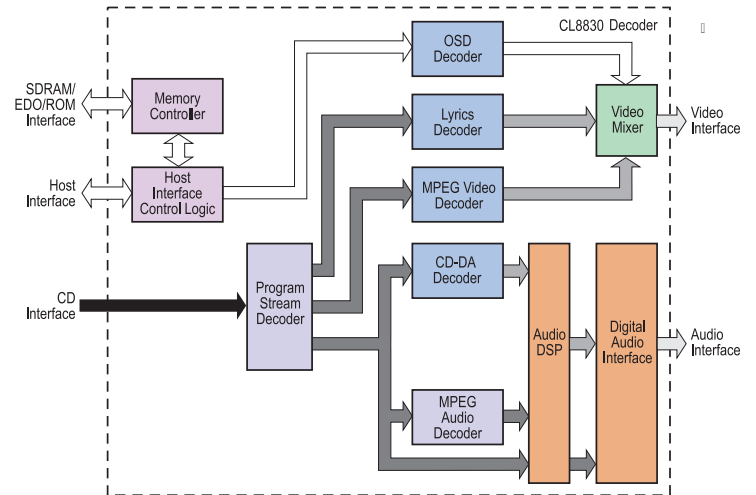 CL8830 Decoder
OSD
Decoder
SDRAM/
EDO/ROM
Interface
Memory
Controller
Lyrics
Decoder
Video
Mixer
Video
Interface
Host
Interface
Host
Interface
Control Logic
MPEG Video
Decoder
CD-DA
Decoder
CD
Interface
Program
Stream
Decoder
Audio
DSP
Digital
Audio
Interface
Audio
Interface
MPEG
Audio
Decoder